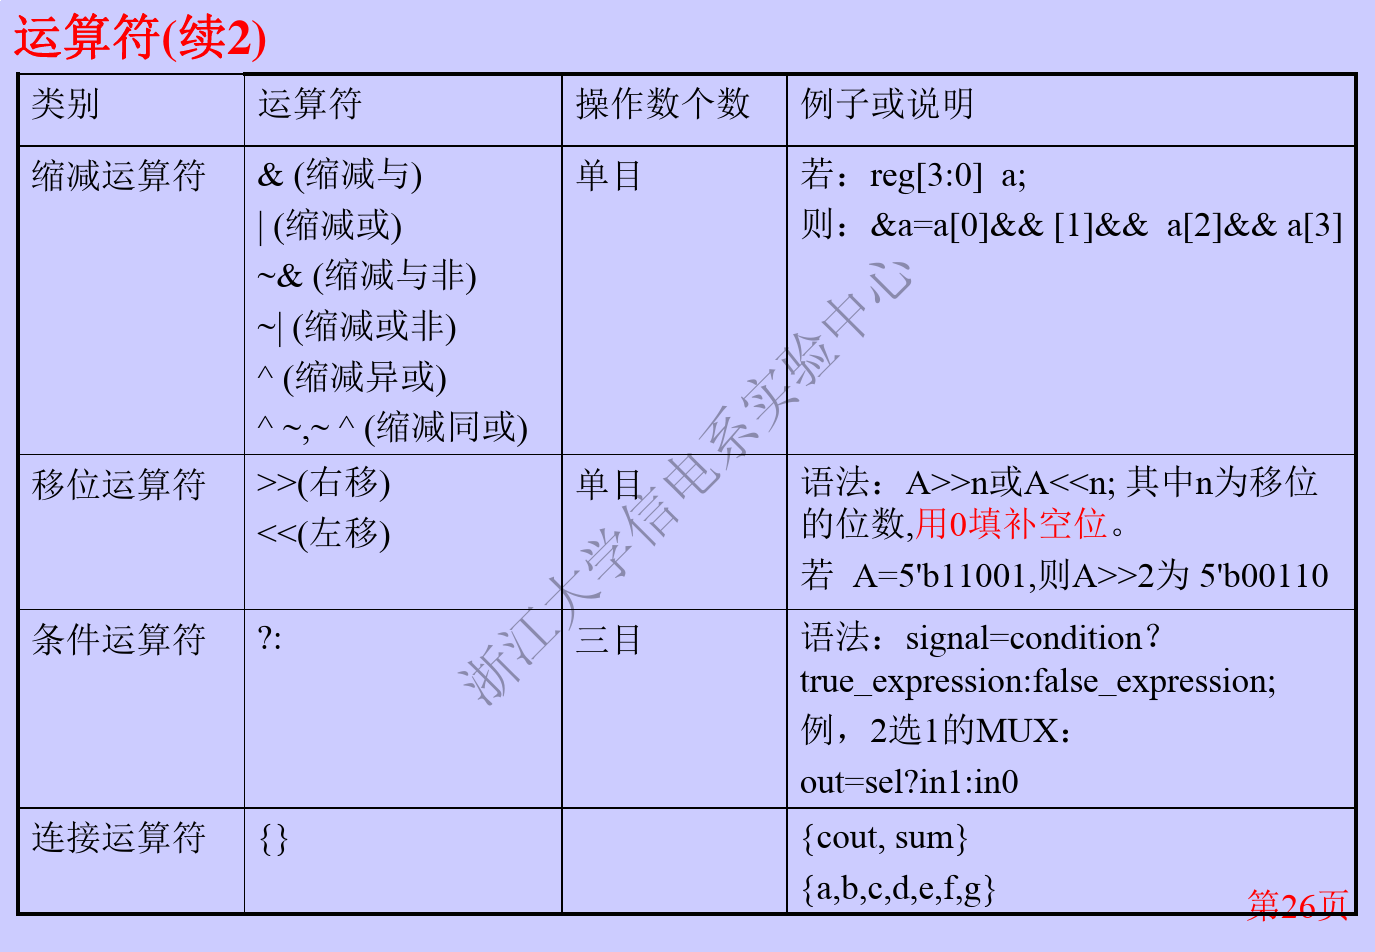 运算符(续2)
类别 运算符 操作数个数 例子或说明
缩减运算符 & (缩减与) 单目 若：reg[3:0] a;
| (缩减或) 则：&a=a[0]&& [1]&& a[2]&& a[3]
~& (缩减与非)
~| (缩减或非)
^ (缩减异或)
^ ~,~ ^ (缩减同或)
移位运算符 >>(右移) 单目 语法：A>>n或A<<n; 其中n为移位
的位数,用0填补空位。
<<(左移)
若 A=5'b11001,则A>>2为 5'b00110
条件运算符 ?: 三目 语法：signal=condition？
true_expression:false_expression;
例，2选1的MUX：
out=sel?in1:in0
连接运算符 {} {cout, sum}
{a,b,c,d,e,f,g}
第26页
浙江大学信电系实验中心